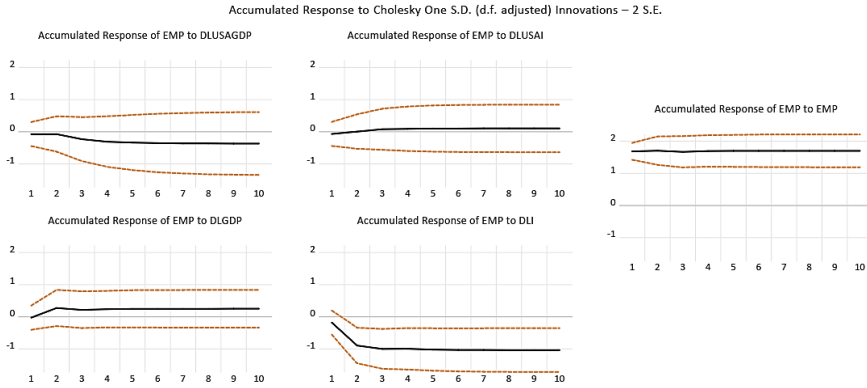 Accumulated Response to Cholesky One S.D. (d.f. adjusted) Innovations – 2 S.E.
Accumulated Response of EMP to DLUSAGDP
2
1
0
-1
1 2 3 4 5 6 7 8 9 10
Accumulated Response of EMP to DLUSAI
2
1
0
-1
1 2 3 4 5 6 7 8 9 10
Accumulated Response of EMP to EMP
2
1
0
-1
1 2 3 4 5 6 7 8 9 10
Accumulated Response of EMP to DLGDP
2
1
0
-1
1 2 3 4 5 6 7 8 9 10
Accumulated Response of EMP to DLI
2
1
0
-1
1 2 3 4 5 6 7 8 9 10